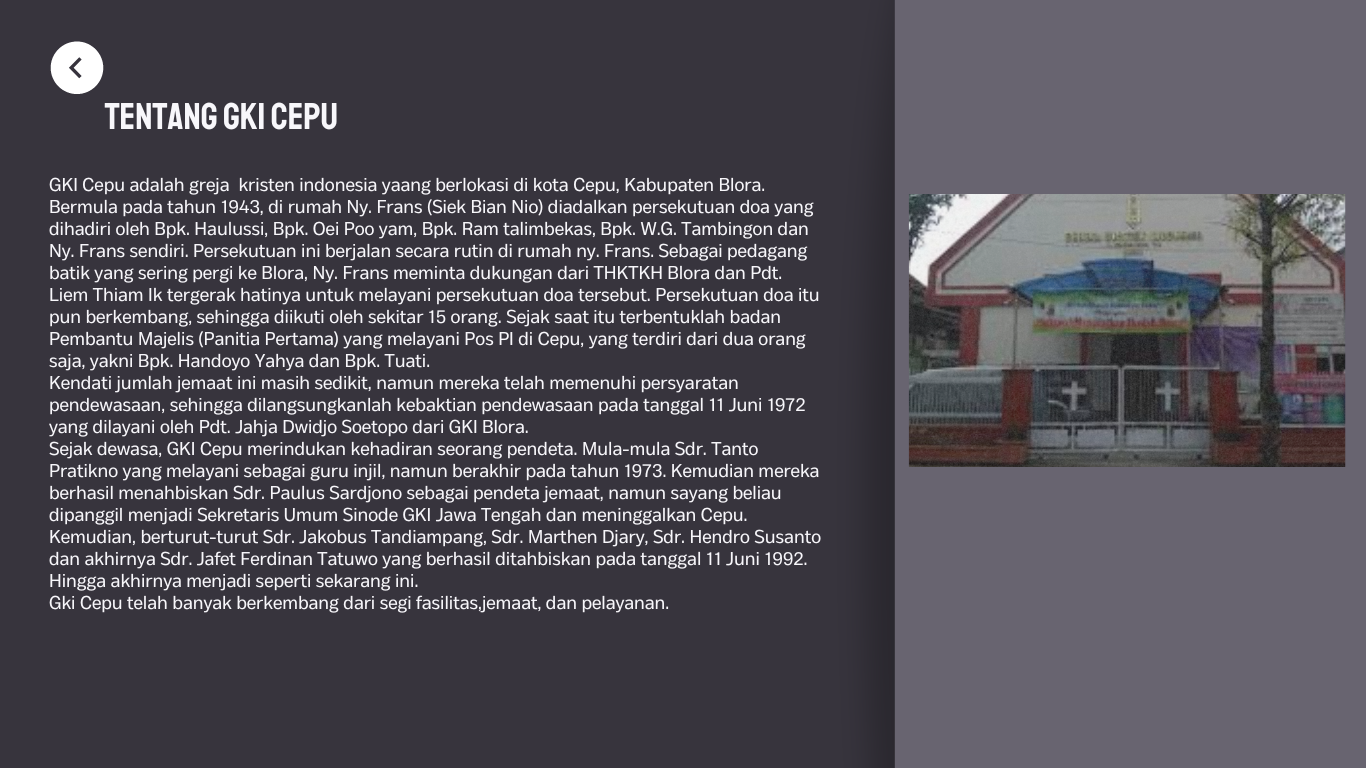 TENTANG GKI CEPU
GKI Cepu adalah greja  kristen indonesia yaang berlokasi di kota Cepu, Kabupaten Blora.
Bermula pada tahun 1943, di rumah Ny. Frans (Siek Bian Nio) diadalkan persekutuan doa yang
dihadiri oleh Bpk. Haulussi, Bpk. Oei Poo yam, Bpk. Ram talimbekas, Bpk. W.G. Tambingon dan
Ny. Frans sendiri. Persekutuan ini berjalan secara rutin di rumah ny. Frans. Sebagai pedagang
batik yang sering pergi ke Blora, Ny. Frans meminta dukungan dari THKTKH Blora dan Pdt.
Liem Thiam Ik tergerak hatinya untuk melayani persekutuan doa tersebut. Persekutuan doa itu
pun berkembang, sehingga diikuti oleh sekitar 15 orang. Sejak saat itu terbentuklah badan
Pembantu Majelis (Panitia Pertama) yang melayani Pos PI di Cepu, yang terdiri dari dua orang
saja, yakni Bpk. Handoyo Yahya dan Bpk. Tuati.
Kendati jumlah jemaat ini masih sedikit, namun mereka telah memenuhi persyaratan
pendewasaan, sehingga dilangsungkanlah kebaktian pendewasaan pada tanggal 11 Juni 1972
yang dilayani oleh Pdt. Jahja Dwidjo Soetopo dari GKI Blora.
Sejak dewasa, GKI Cepu merindukan kehadiran seorang pendeta. Mula-mula Sdr. Tanto
Pratikno yang melayani sebagai guru injil, namun berakhir pada tahun 1973. Kemudian mereka
berhasil menahbiskan Sdr. Paulus Sardjono sebagai pendeta jemaat, namun sayang beliau
dipanggil menjadi Sekretaris Umum Sinode GKI Jawa Tengah dan meninggalkan Cepu.
Kemudian, berturut-turut Sdr. Jakobus Tandiampang, Sdr. Marthen Djary, Sdr. Hendro Susanto
dan akhirnya Sdr. Jafet Ferdinan Tatuwo yang berhasil ditahbiskan pada tanggal 11 Juni 1992.
Hingga akhirnya menjadi seperti sekarang ini.
Gki Cepu telah banyak berkembang dari segi fasilitas,jemaat, dan pelayanan.